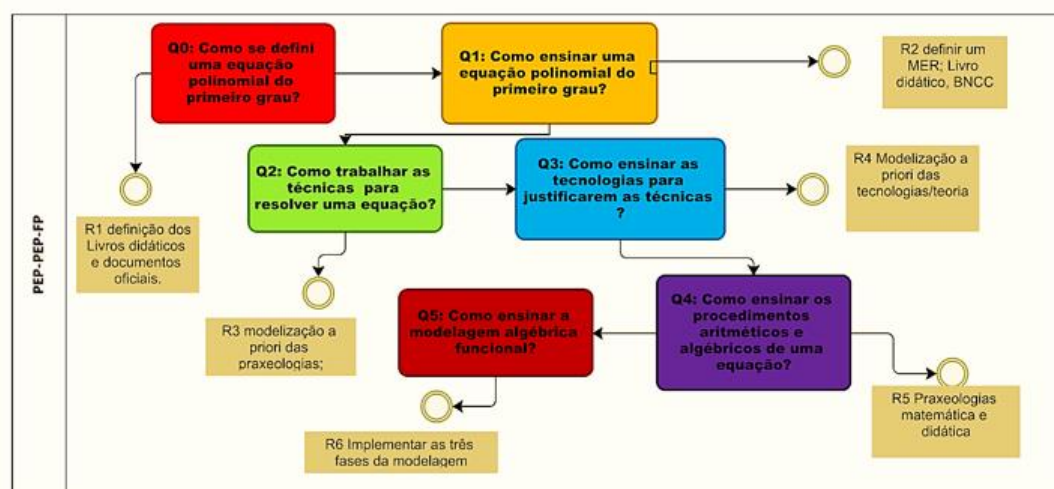 PEP-PEP-FP
Q0: Como se defini
uma equação
polinomial do
primeiro grau?
Q1: Como ensinar uma
equação polinomial do
primeiro grau?
R2 definir um
MER; Livro
didático, BNCC
Q2: Como trabalhar as
técnicas para
resolver uma equação?
Q3: Como ensinar as
tecnologias para
justificarem as técnicas
?
R4 Modelização a
priori das
tecnologias/teoria
R1 definição dos
Livros didáticos
e documentos
oficiais.
R3 modelização a
priori das
praxeologias;
Q5: Como ensinar a
modelagem algébrica
funcional?
Q4: Como ensinar os
procedimentos
aritméticos e
algébricos de uma
equação?
R5 Praxeologias
matemática e
didática
R6 Implementar as três
fases da modelagem